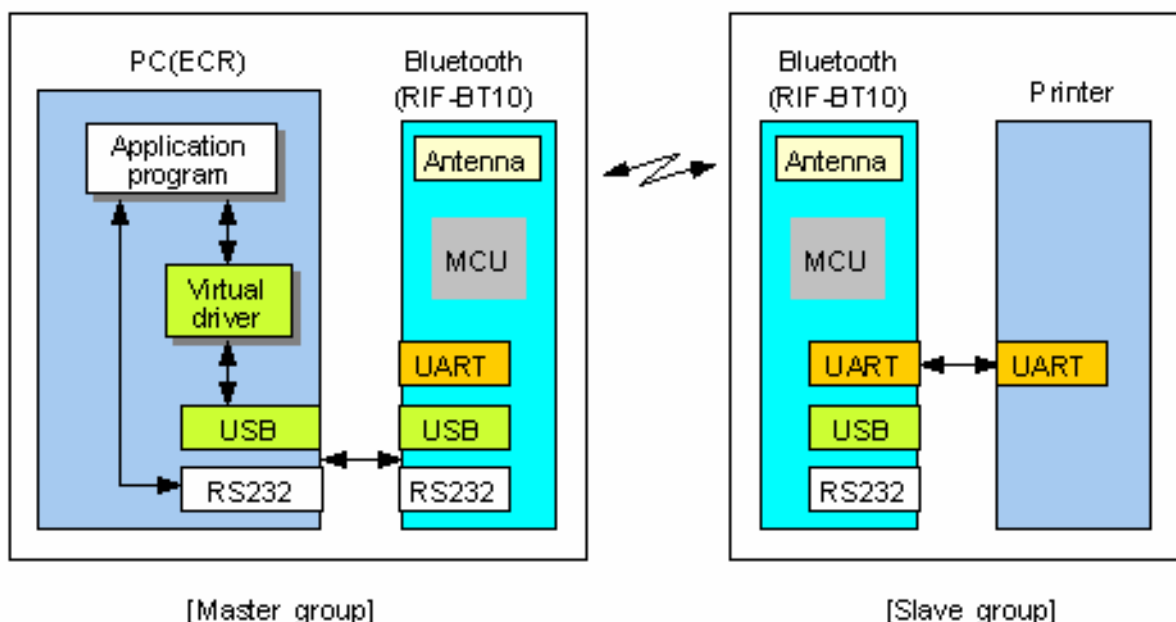 PC(ECR)
Bluetooth
(RIF-BT10)
Application
program
Antenna
MCU
Virtual
driver
UART
USB
USB
RS232
RS232
[Master group]
Bluetooth
(RIF-BT10)
Printer
Antenna
MCU
UART
UART
USB
RS232
[Slave group]